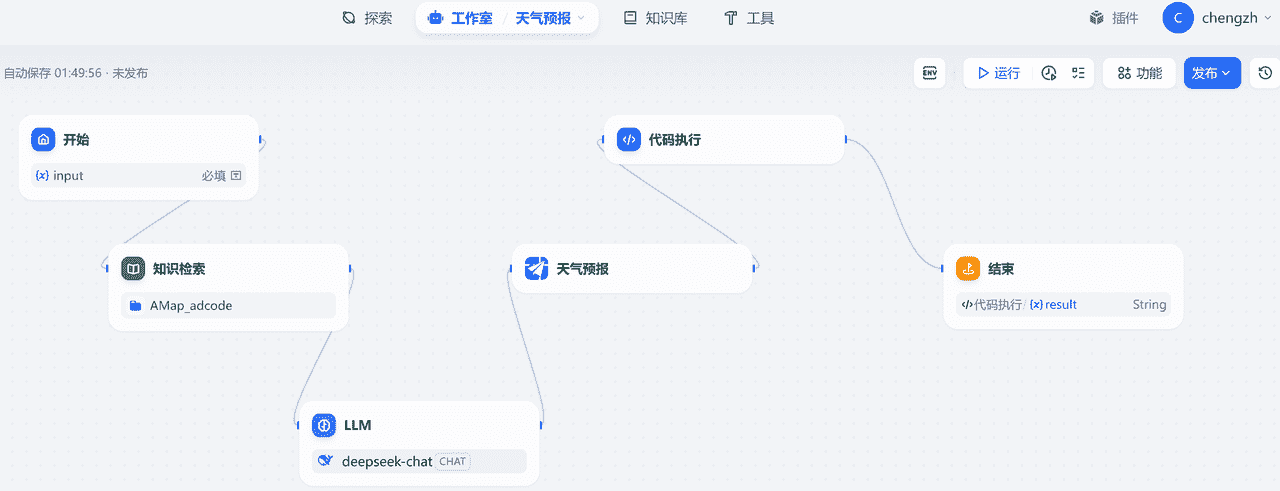 探索 工作室 / 天气预报 知识库 工具 插件 C chengzh
自动保存 01:49:56 · 未发布 ENV 运行 功能 发布
开始
{x} input 必填
代码执行
知识检索
AMap_adcode
天气预报
结束
代码执行 / {x} result String
LLM
deepseek-chat CHAT